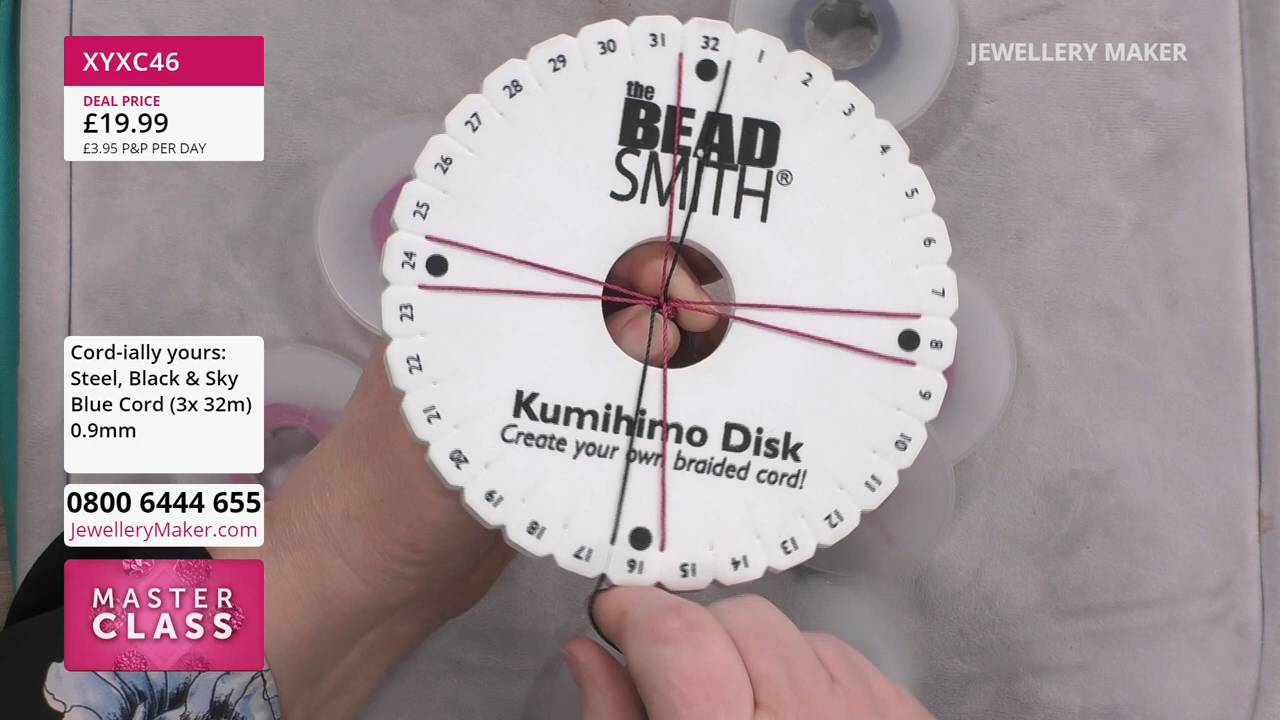 XYXC46
DEAL PRICE
£19.99
£3.95 P&P PER DAY
Cord-ially yours:
Steel, Black & Sky
Blue Cord (3x 32m)
0.9mm
0800 6444 655
JewelleryMaker.com
MASTER
CLASS
JEWELLERY MAKER
the
BEAD
SMITH®
Kumihimo Disk
Create your own braided cord!
32
1
2
3
4
5
6
7
8
9
10
11
12
13
14
15
16
17
18
19
20
21
22
23
24
25
26
27
28
29
30
31